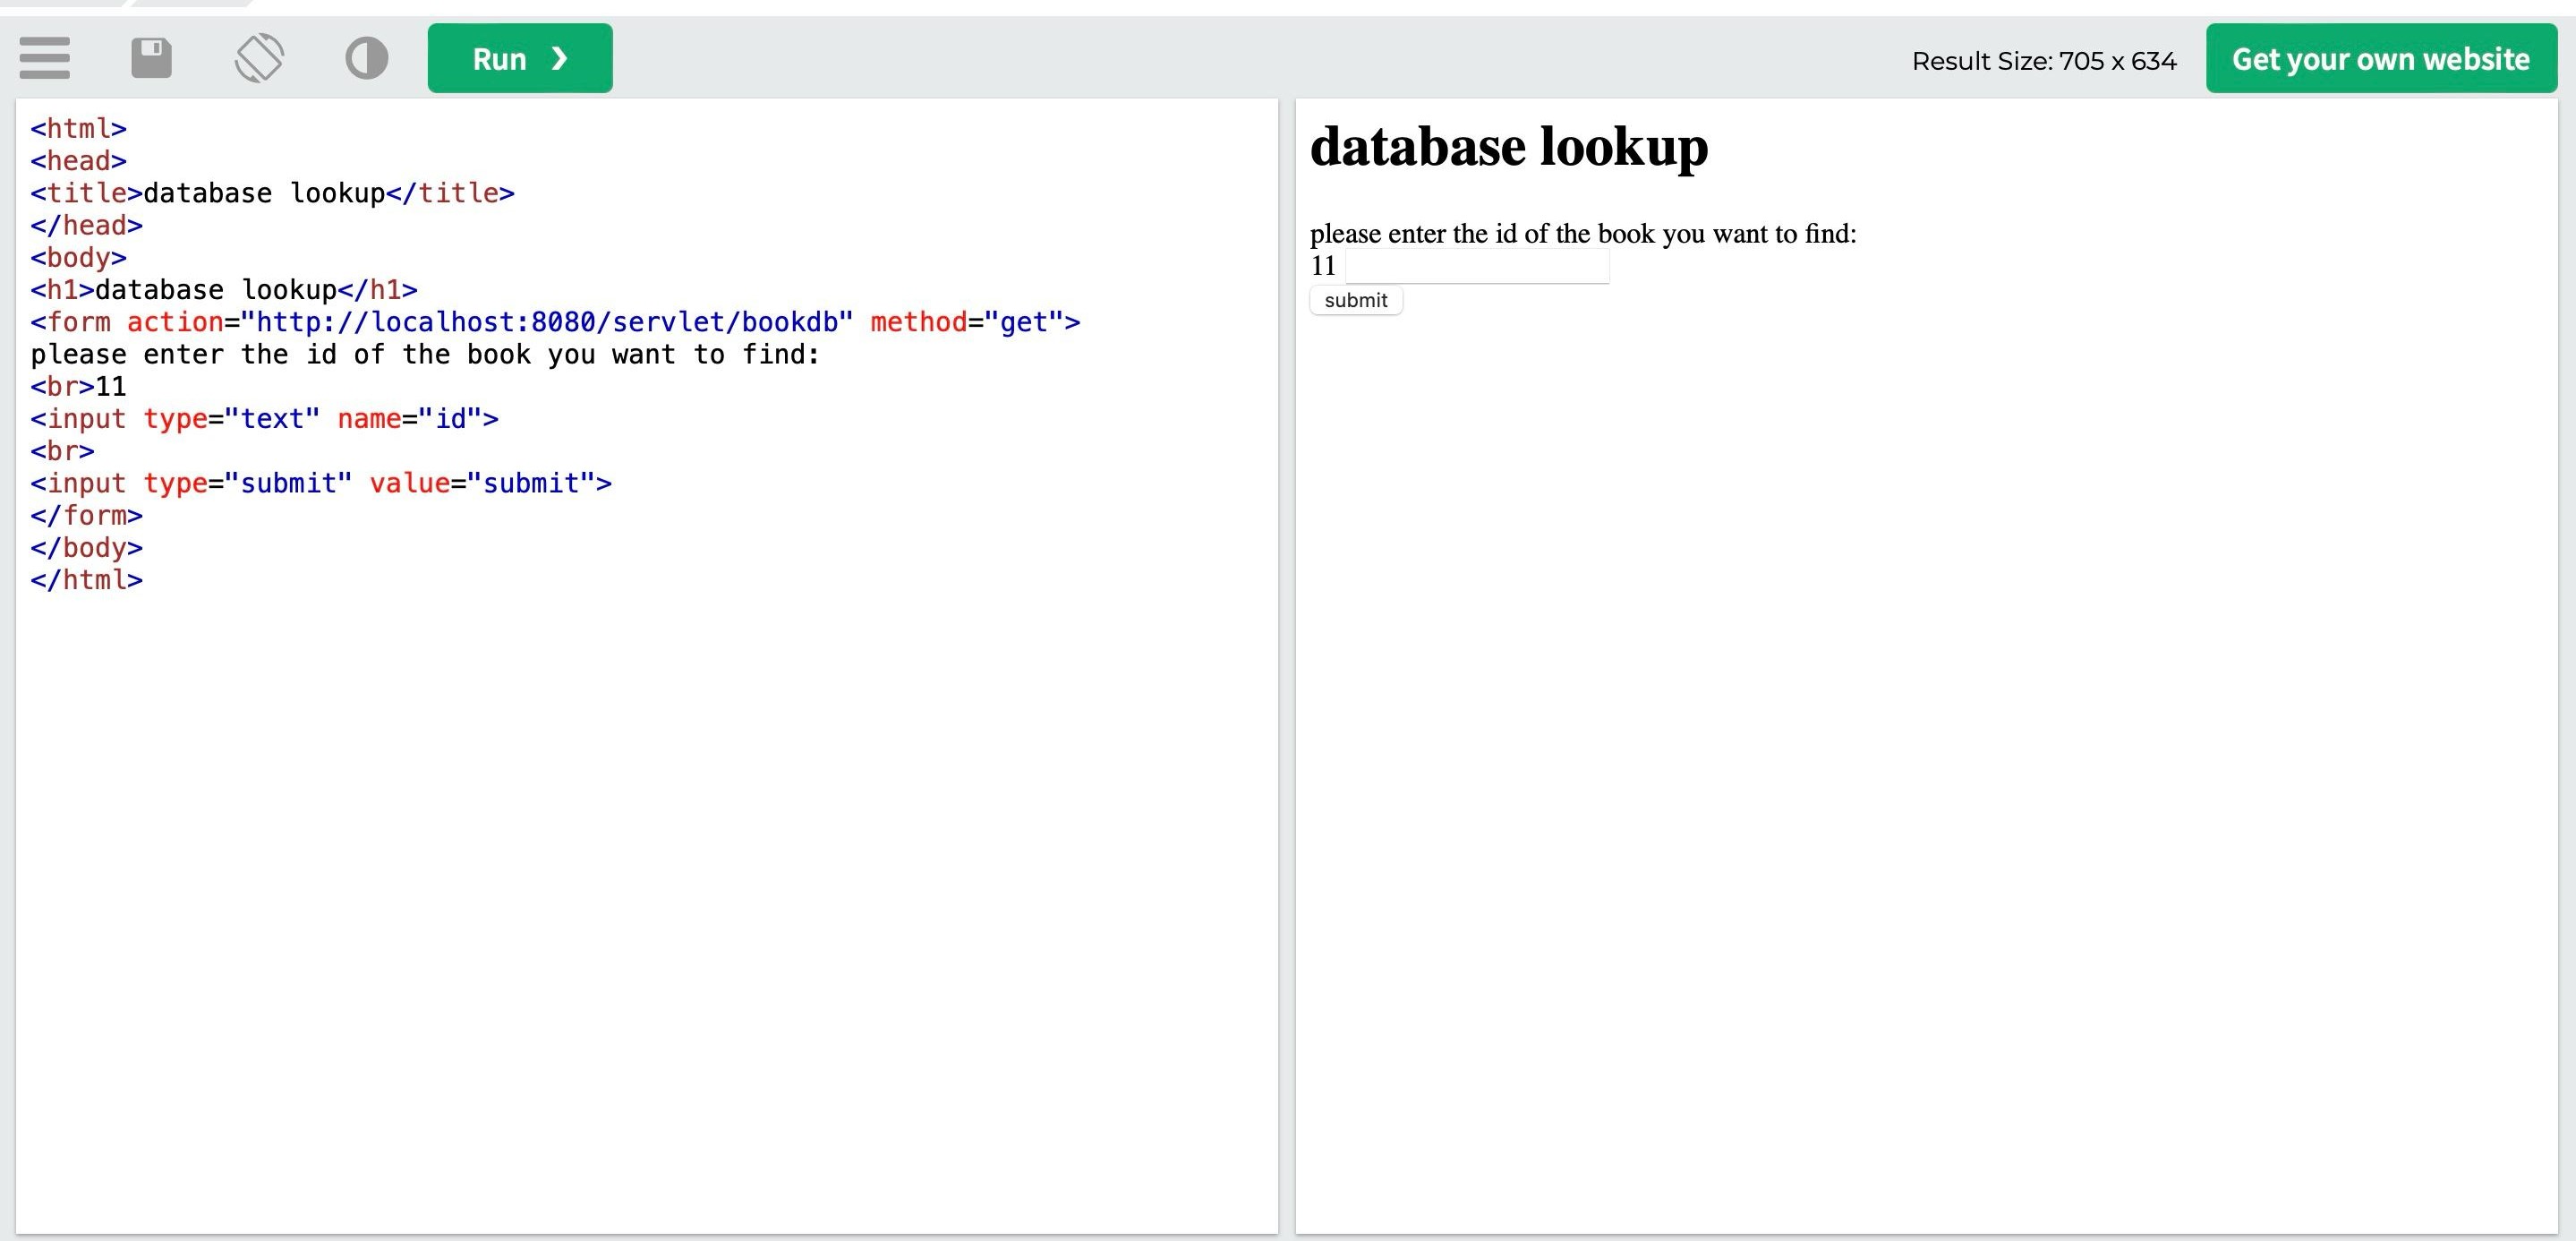 Run ❯
Result Size: 705 x 634
Get your own website
<html>
<head>
<title>database lookup</title>
</head>
<body>
<h1>database lookup</h1>
<form action="http://localhost:8080/servlet/bookdb" method="get">
please enter the id of the book you want to find:
<br>11
<input type="text" name="id">
<br>
<input type="submit" value="submit">
</form>
</body>
</html>
database lookup
please enter the id of the book you want to find:
11
submit